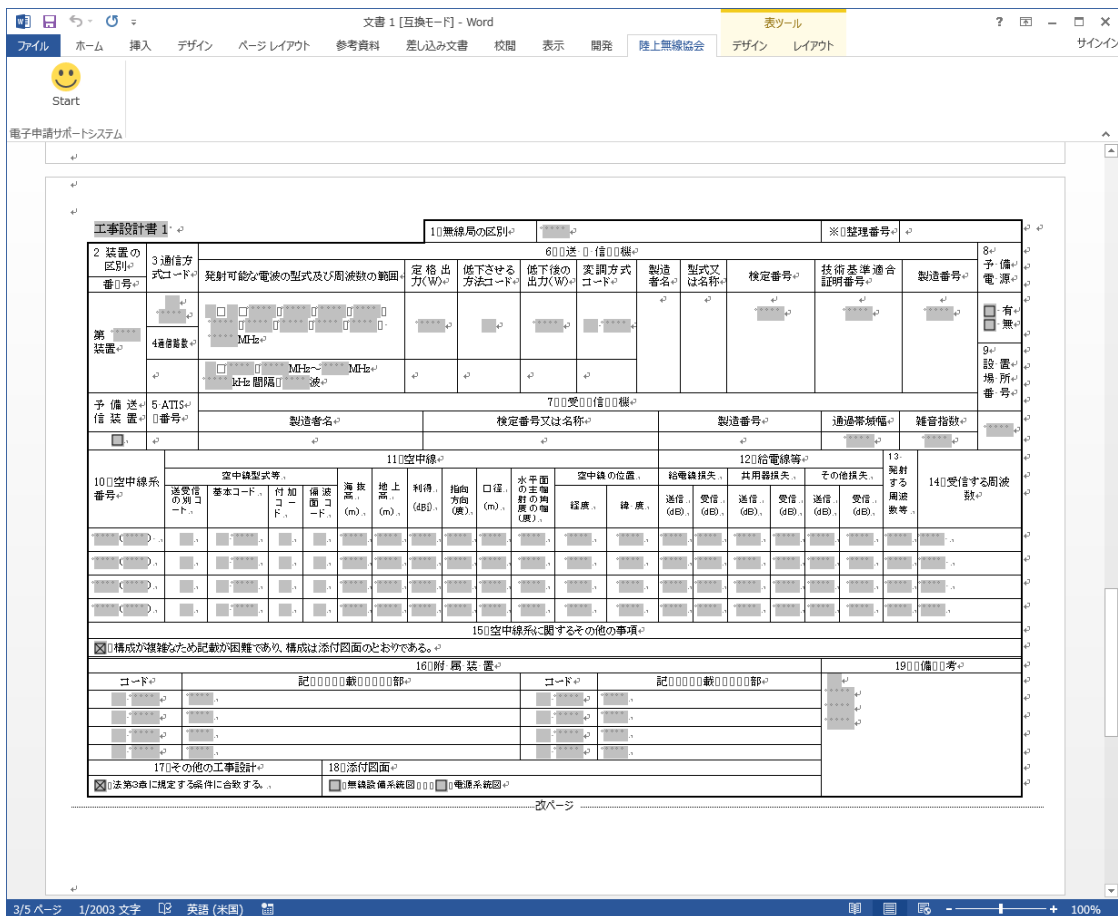 文書 1 [互換モード] - Word
表ツール
ファイル ホーム 挿入 デザイン ページ レイアウト 参考資料 差し込み文書 校閲 表示 開発 陸上無線協会 デザイン レイアウト
サインイン
Start
電子申請サポートシステム
工事設計書 1
1 無線局の区別
※ 整理番号
2 装置の区別
番 号
3 通信方式コード
6 送 信 機
8 予備電源
発射可能な電波の型式及び周波数の範囲
定格出力(W)
低下させる方法コード
低下後の出力(W)
変調方式コード
製造者名
型式又は名称
検定番号
技術基準適合証明番号
製造番号
第
装置
4通信路数
MHz
有
無
MHz～ MHz
kHz 間隔 波
9 設置場所番号
予備送信装置
5 ATIS 番号
7 受 信 機
製造者名
検定番号又は名称
製造番号
通過帯域幅
雑音指数
10 空中線系番号
11 空中線
12 給電線等
13 発射する周波数等
14 受信する周波数
空中線型式等
海抜高 (m)
地上高 (m)
利得 (dBi)
指向方向 (度)
口径 (m)
水平面の主輻射の角度の幅 (度)
空中線の位置
給電線損失
共用器損失
その他損失
送受信の別コード
基本コード
付加コード
偏波面コード
経度
緯度
送信 (dB)
受信 (dB)
送信 (dB)
受信 (dB)
送信 (dB)
受信 (dB)
15 空中線系に関するその他の事項
構成が複雑なため記載が困難であり、構成は添付図面のとおりである。
16 附属装置
19 備 考
コード
記 載 部
コード
記 載 部
17 その他の工事設計
18 添付図面
法第3章に規定する条件に合致する。
無線設備系統図 電源系統図
改ページ
3/5 ページ 1/2003 文字 英語 (米国) 100%